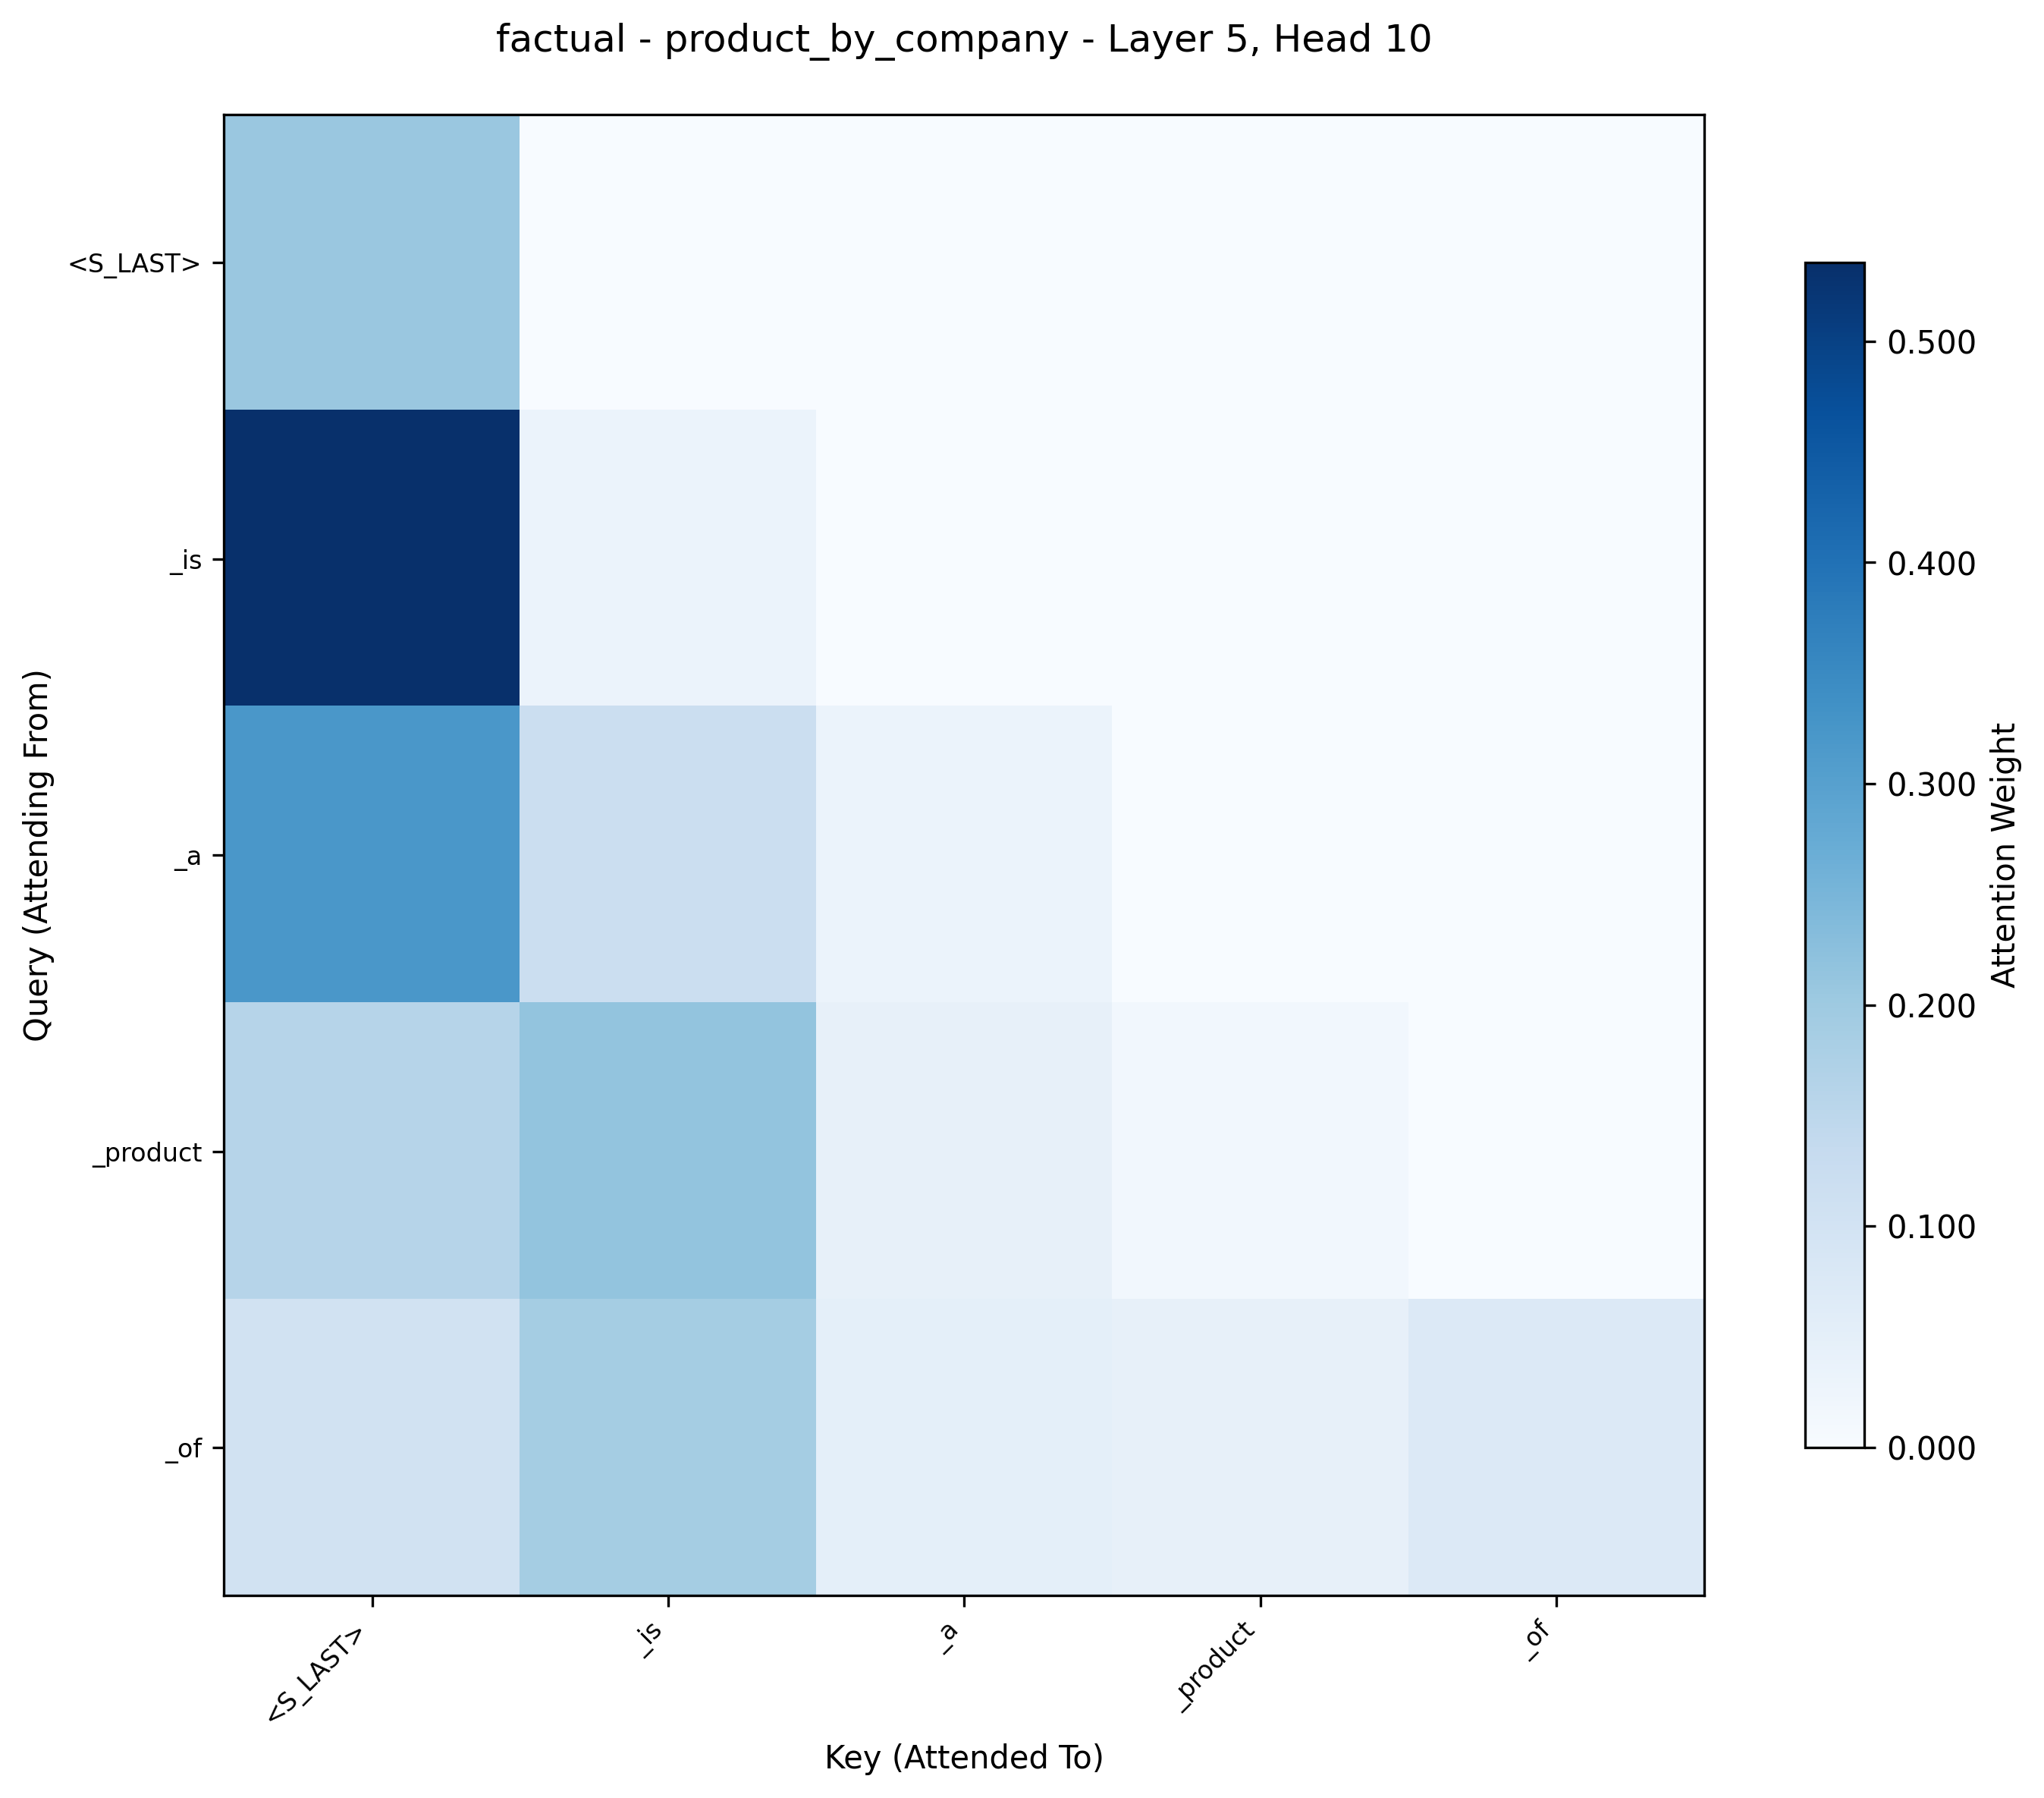 factual - product_by_company - Layer 5, Head 10
Query (Attending From)
<S_LAST>
_is
_a
_product
_of
<S_LAST>
_is
_a
_product
_of
Key (Attended To)
0.500
0.400
0.300
0.200
0.100
0.000
Attention Weight